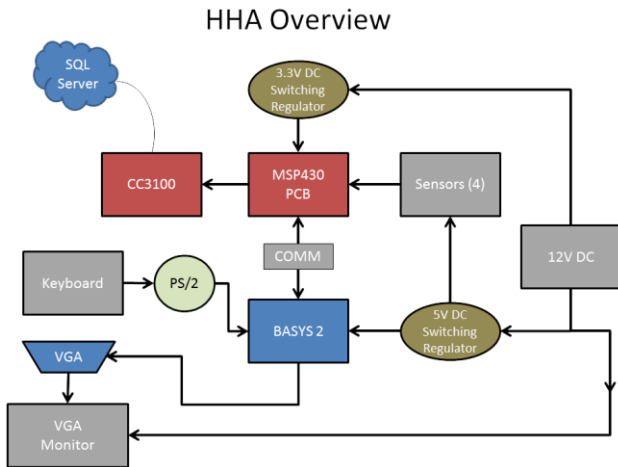 HHA Overview
SQL
Server
3.3V DC
Switching
Regulator
CC3100
MSP430
PCB
Sensors (4)
COMM
12V DC
Keyboard
PS/2
BASYS 2
5V DC
Switching
Regulator
VGA
VGA
Monitor